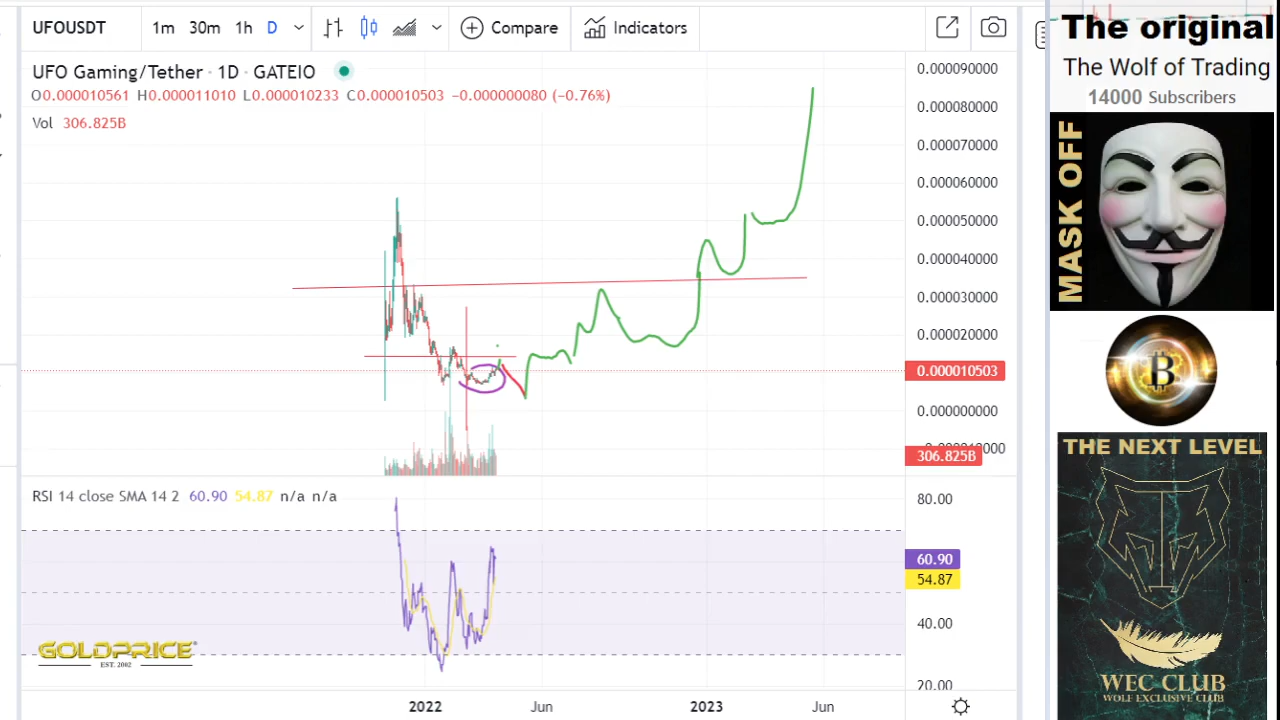 UFOUSDT 1m 30m 1h D Compare Indicators
UFO Gaming/Tether · 1D · GATEIO
O0.000010561 H0.000011010 L0.000010233 C0.000010503 −0.000000080 (−0.76%)
Vol 306.825B
0.000090000
0.000080000
0.000070000
0.000060000
0.000050000
0.000040000
0.000030000
0.000020000
0.000010503
0.000000000
306.825B
RSI 14 close SMA 14 2 60.90 54.87 n/a n/a
80.00
60.90
54.87
40.00
20.00
GOLDPRICE
EST. 2002
2022 Jun 2023 Jun
The original
The Wolf of Trading
14000 Subscribers
MASK OFF
THE NEXT LEVEL
WEC CLUB
WOLF EXCLUSIVE CLUB